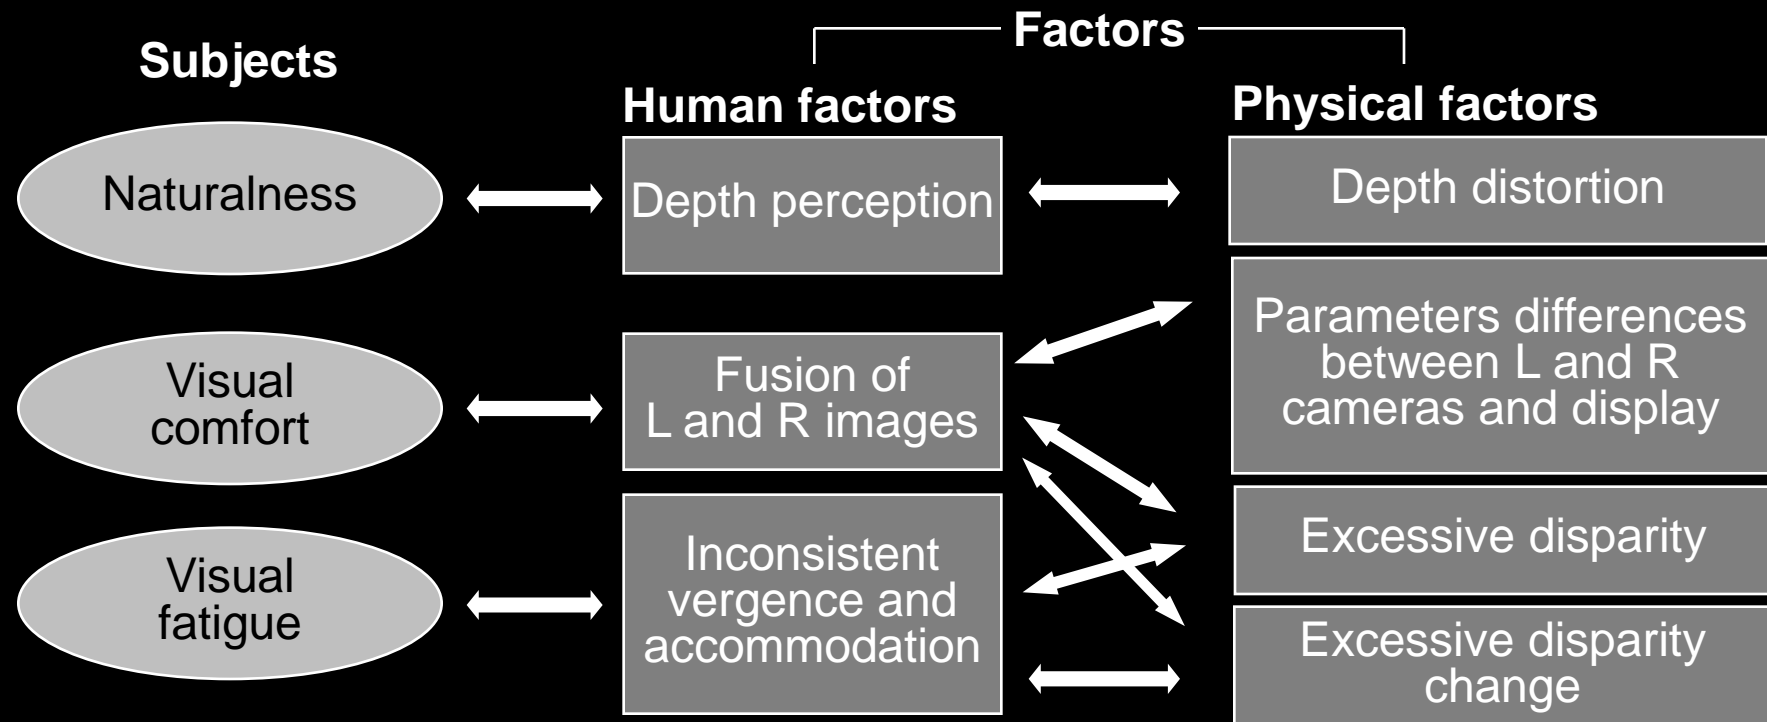 Factors
Subjects
Human factors
Physical factors
Naturalness
Depth perception
Depth distortion
Visual
comfort
Fusion of
L and R images
Parameters differences
between L and R
cameras and display
Visual
fatigue
Inconsistent
vergence and
accommodation
Excessive disparity
Excessive disparity
change